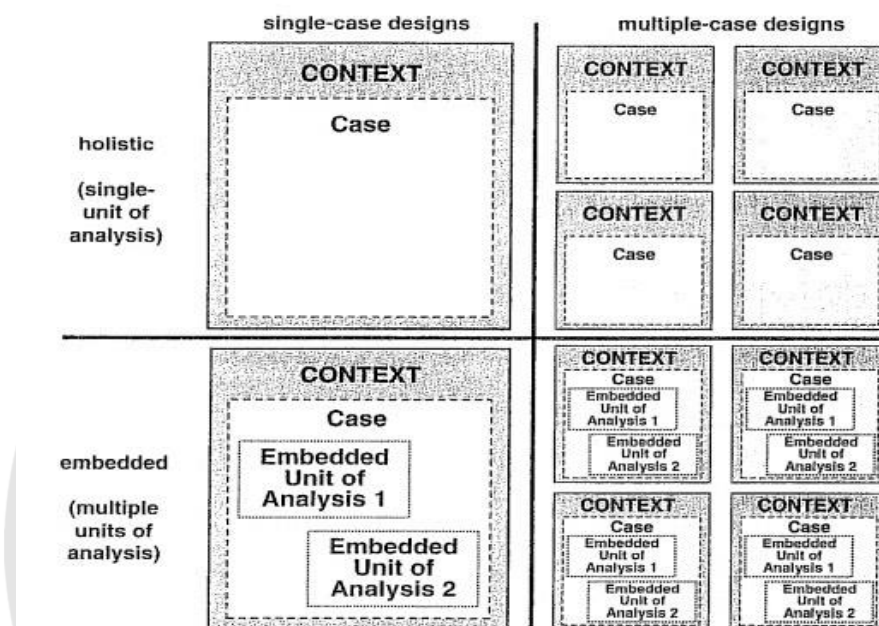 single-case designs
multiple-case designs
holistic
(single-
unit of
analysis)
CONTEXT
Case
CONTEXT
Case
CONTEXT
Case
CONTEXT
Case
CONTEXT
Case
embedded
(multiple
units of
analysis)
CONTEXT
Case
Embedded
Unit of
Analysis 1
Embedded
Unit of
Analysis 2
CONTEXT
Case
Embedded
Unit of
Analysis 1
Embedded
Unit of
Analysis 2
CONTEXT
Case
Embedded
Unit of
Analysis 1
Embedded
Unit of
Analysis 2
CONTEXT
Case
Embedded
Unit of
Analysis 1
Embedded
Unit of
Analysis 2
CONTEXT
Case
Embedded
Unit of
Analysis 1
Embedded
Unit of
Analysis 2